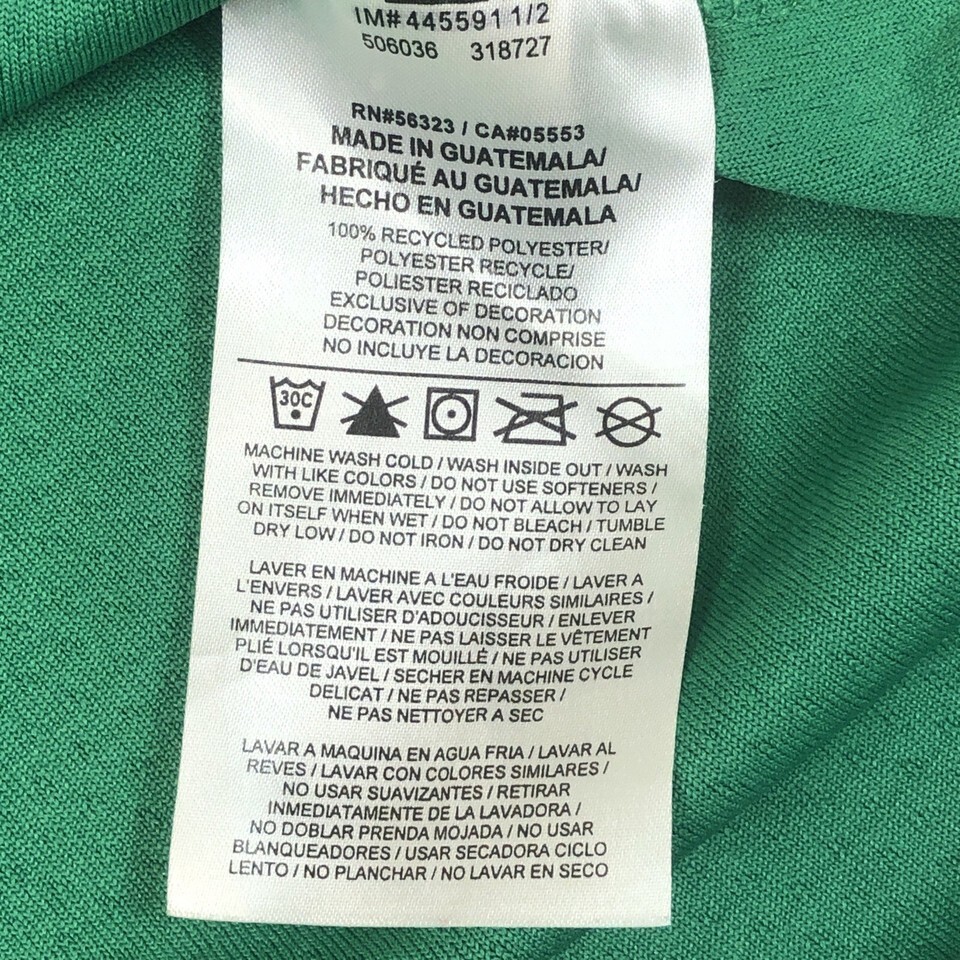 IM# 445591 1/2
506036 318727
RN#56323 / CA#05553
MADE IN GUATEMALA/
FABRIQUÉ AU GUATEMALA/
HECHO EN GUATEMALA
100% RECYCLED POLYESTER/
POLYESTER RECYCLE/
POLIESTER RECICLADO
EXCLUSIVE OF DECORATION
DECORATION NON COMPRISE
NO INCLUYE LA DECORACION
30C
MACHINE WASH COLD / WASH INSIDE OUT / WASH
WITH LIKE COLORS / DO NOT USE SOFTENERS /
REMOVE IMMEDIATELY / DO NOT ALLOW TO LAY
ON ITSELF WHEN WET / DO NOT BLEACH / TUMBLE
DRY LOW / DO NOT IRON / DO NOT DRY CLEAN
LAVER EN MACHINE A L'EAU FROIDE / LAVER A
L'ENVERS / LAVER AVEC COULEURS SIMILAIRES /
NE PAS UTILISER D'ADOUCISSEUR / ENLEVER
IMMEDIATEMENT / NE PAS LAISSER LE VÊTEMENT
PLIÉ LORSQU'IL EST MOUILLÉ / NE PAS UTILISER
D'EAU DE JAVEL / SECHER EN MACHINE CYCLE
DELICAT / NE PAS REPASSER /
NE PAS NETTOYER A SEC
LAVAR A MAQUINA EN AGUA FRIA / LAVAR AL
REVES / LAVAR CON COLORES SIMILARES /
NO USAR SUAVIZANTES / RETIRAR
INMEDIATAMENTE DE LA LAVADORA /
NO DOBLAR PRENDA MOJADA / NO USAR
BLANQUEADORES / USAR SECADORA CICLO
LENTO / NO PLANCHAR / NO LAVAR EN SECO